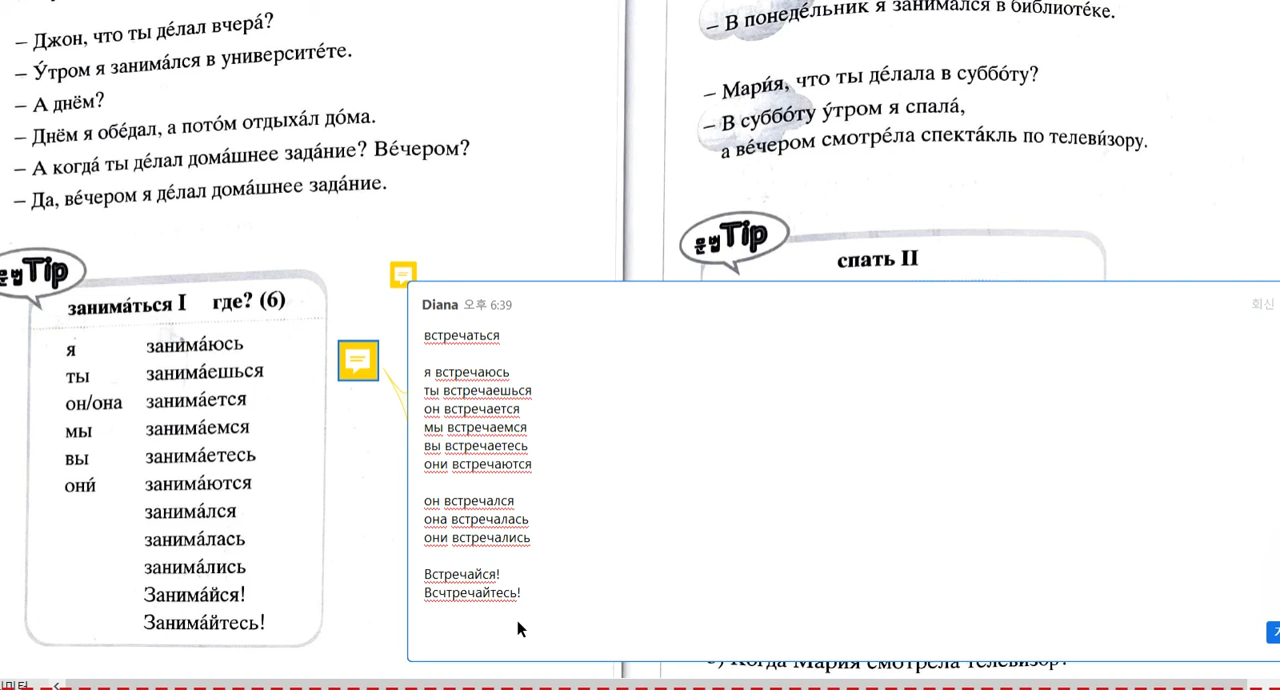 – Джон, что ты де́лал вчера́?
– У́тром я занима́лся в университе́те.
– А днём?
– Днём я обе́дал, а пото́м отдыха́л до́ма.
– А когда́ ты де́лал дома́шнее зада́ние? Ве́чером?
– Да, ве́чером я де́лал дома́шнее зада́ние.
– В понеде́льник я занима́лся в библиоте́ке.
– Мари́я, что ты де́лала в суббо́ту?
– В суббо́ту у́тром я спала́,
а ве́чером смотре́ла спекта́кль по телеви́зору.
문법 Tip
занима́ться I где? (6)
я занима́юсь
ты занима́ешься
он/она занима́ется
мы занима́емся
вы занима́етесь
они́ занима́ются
занима́лся
занима́лась
занима́лись
Занима́йся!
Занима́йтесь!
문법 Tip
спать II
Diana 오후 6:39
회신
встречаться
я встречаюсь
ты встречаешься
он встречается
мы встречаемся
вы встречаетесь
они встречаются
он встречался
она встречалась
они встречались
Встречайся!
Всчтречайтесь!
Когда Мария смотрела телевизор?